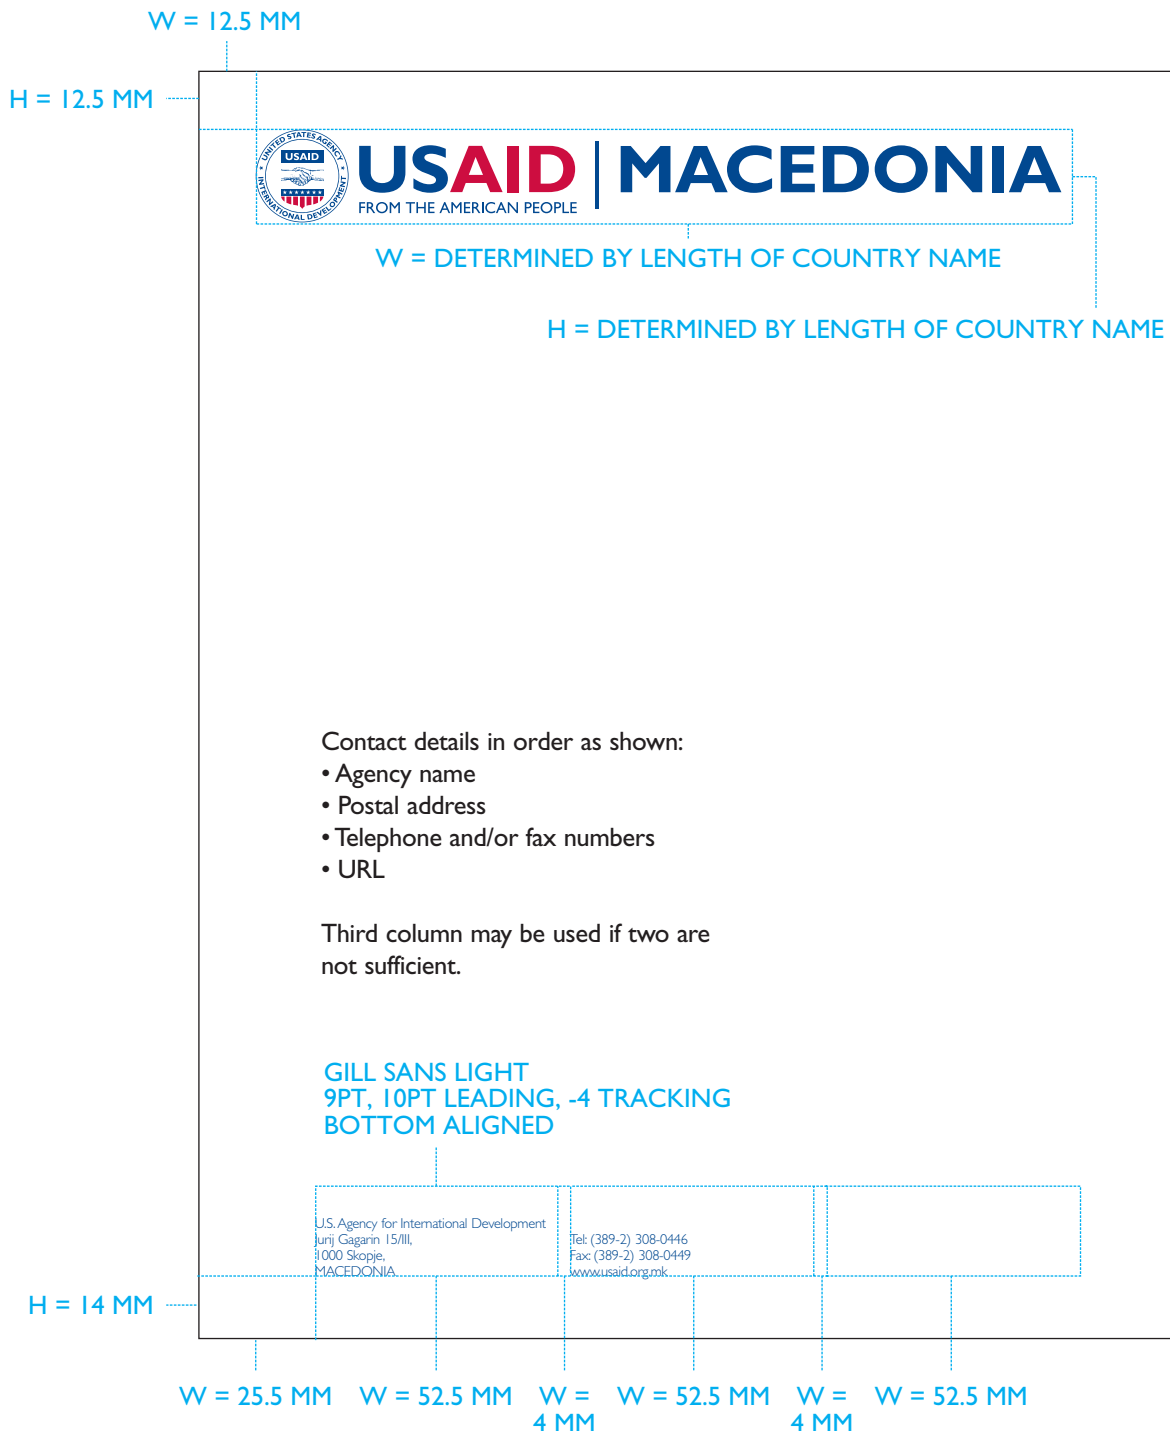 W = 12.5 MM
H = 12.5 MM
UNITED STATES AGENCY
USAID
INTERNATIONAL DEVELOPMENT
USAID
FROM THE AMERICAN PEOPLE
MACEDONIA
W = DETERMINED BY LENGTH OF COUNTRY NAME
H = DETERMINED BY LENGTH OF COUNTRY NAME
Contact details in order as shown:
• Agency name
• Postal address
• Telephone and/or fax numbers
• URL
Third column may be used if two are
not sufficient.
GILL SANS LIGHT
9PT, 10PT LEADING, -4 TRACKING
BOTTOM ALIGNED
U.S. Agency for International Development
Jurij Gagarin 15/III,
1000 Skopje,
MACEDONIA
Tel: (389-2) 308-0446
Fax: (389-2) 308-0449
www.usaid.org.mk
H = 14 MM
W = 25.5 MM
W = 52.5 MM
W =
4 MM
W = 52.5 MM
W =
4 MM
W = 52.5 MM